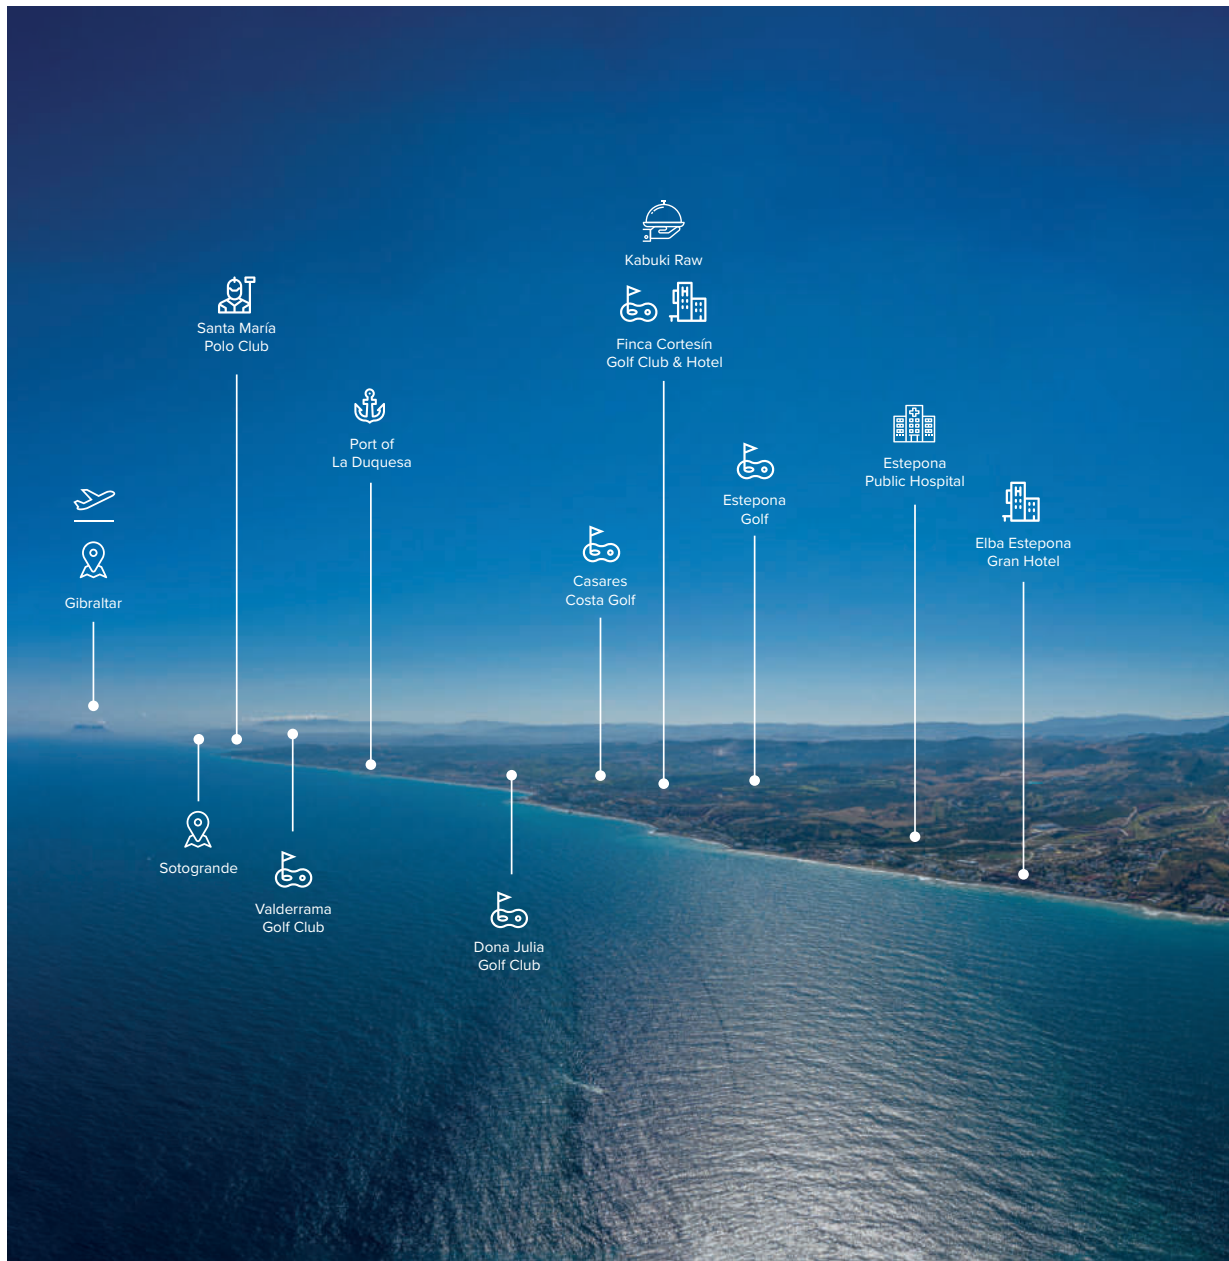 Kabuki Raw
Santa María
Polo Club
Finca Cortesín
Golf Club & Hotel
Port of
La Duquesa
Estepona
Public Hospital
Estepona
Golf
Elba Estepona
Gran Hotel
Casares
Costa Golf
Gibraltar
Sotogrande
Valderrama
Golf Club
Dona Julia
Golf Club